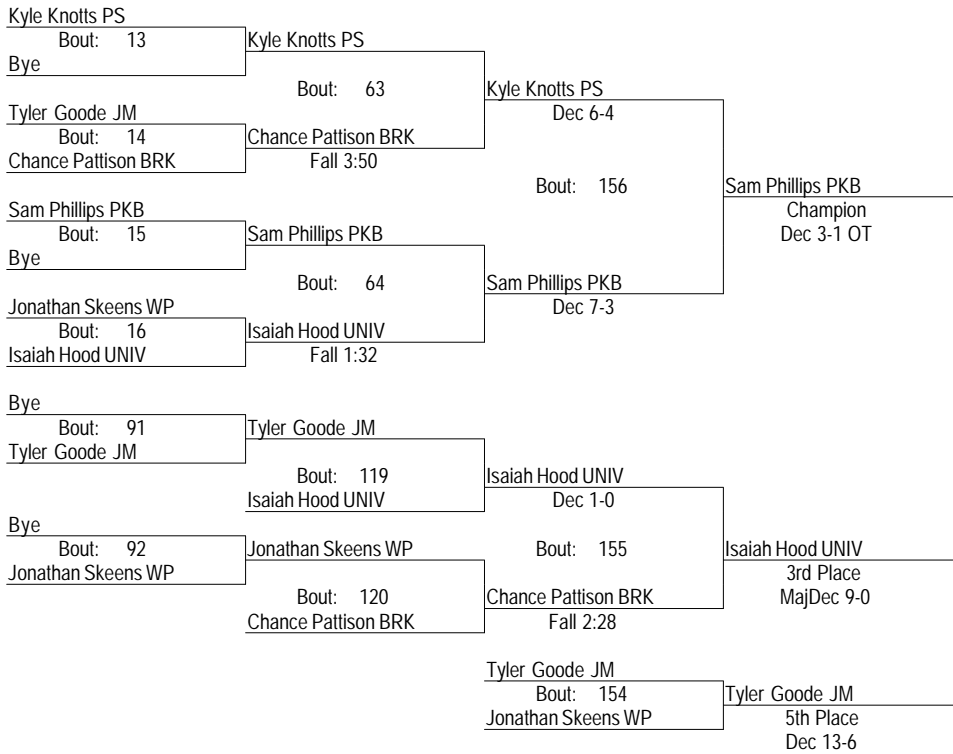 Kyle Knotts PS
Bout: 13
Bye
Kyle Knotts PS
Bout: 63
Tyler Goode JM
Bout: 14
Chance Pattison BRK
Chance Pattison BRK
Fall 3:50
Kyle Knotts PS
Dec 6-4
Bout: 156
Sam Phillips PKB
Bout: 15
Bye
Sam Phillips PKB
Bout: 64
Jonathan Skeens WP
Bout: 16
Isaiah Hood UNIV
Isaiah Hood UNIV
Fall 1:32
Sam Phillips PKB
Dec 7-3
Sam Phillips PKB
Champion
Dec 3-1 OT
Bye
Bout: 91
Tyler Goode JM
Tyler Goode JM
Bout: 119
Isaiah Hood UNIV
Isaiah Hood UNIV
Dec 1-0
Bye
Bout: 92
Jonathan Skeens WP
Jonathan Skeens WP
Bout: 120
Chance Pattison BRK
Bout: 155
Chance Pattison BRK
Fall 2:28
Isaiah Hood UNIV
3rd Place
MajDec 9-0
Tyler Goode JM
Bout: 154
Jonathan Skeens WP
Tyler Goode JM
5th Place
Dec 13-6